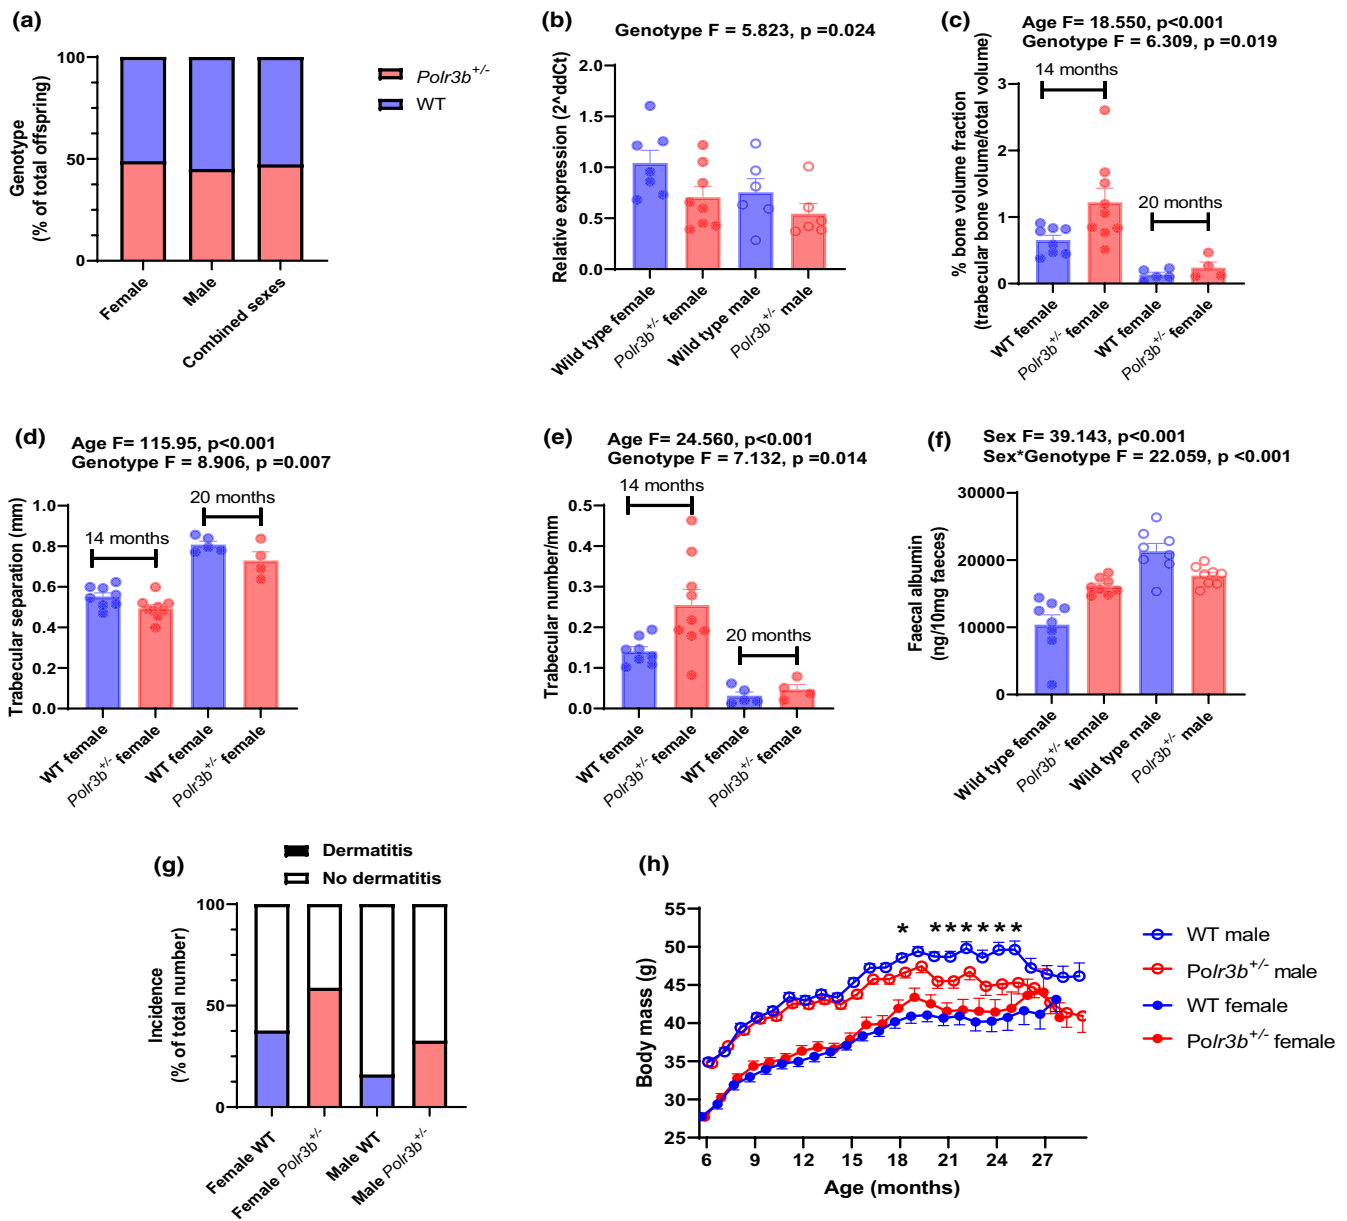 (a)
Genotype
(% of total offspring)
100
50
0
Female
Male
Combined sexes
Polr3b+/-
WT
(b)
Genotype F = 5.823, p =0.024
Relative expression (2^ddCt)
2.0
1.5
1.0
0.5
0.0
Wild type female
Polr3b+/- female
Wild type male
Polr3b+/- male
(c)
Age F= 18.550, p<0.001
Genotype F = 6.309, p =0.019
% bone volume fraction
(trabecular bone volume/total volume)
3
2
1
0
14 months
20 months
WT female
Polr3b+/- female
WT female
Polr3b+/- female
(d)
Age F= 115.95, p<0.001
Genotype F = 8.906, p =0.007
Trabecular separation (mm)
1.0
0.8
0.6
0.4
0.2
0.0
14 months
20 months
WT female
Polr3b+/- female
WT female
Polr3b+/- female
(e)
Age F= 24.560, p<0.001
Genotype F = 7.132, p =0.014
Trabecular number/mm
0.5
0.4
0.3
0.2
0.1
0.0
14 months
20 months
WT female
Polr3b+/- female
WT female
Polr3b+/- female
(f)
Sex F= 39.143, p<0.001
Sex*Genotype F = 22.059, p <0.001
Faecal albumin
(ng/10mg faeces)
30000
20000
10000
0
Wild type female
Polr3b+/- female
Wild type male
Polr3b+/- male
(g)
Dermatitis
No dermatitis
Incidence
(% of total number)
100
50
0
Female WT
Female Polr3b+/-
Male WT
Male Polr3b+/-
(h)
Body mass (g)
55
50
45
40
35
30
25
* * * * * * *
6 9 12 15 18 21 24 27
Age (months)
WT male
Polr3b+/- male
WT female
Polr3b+/- female